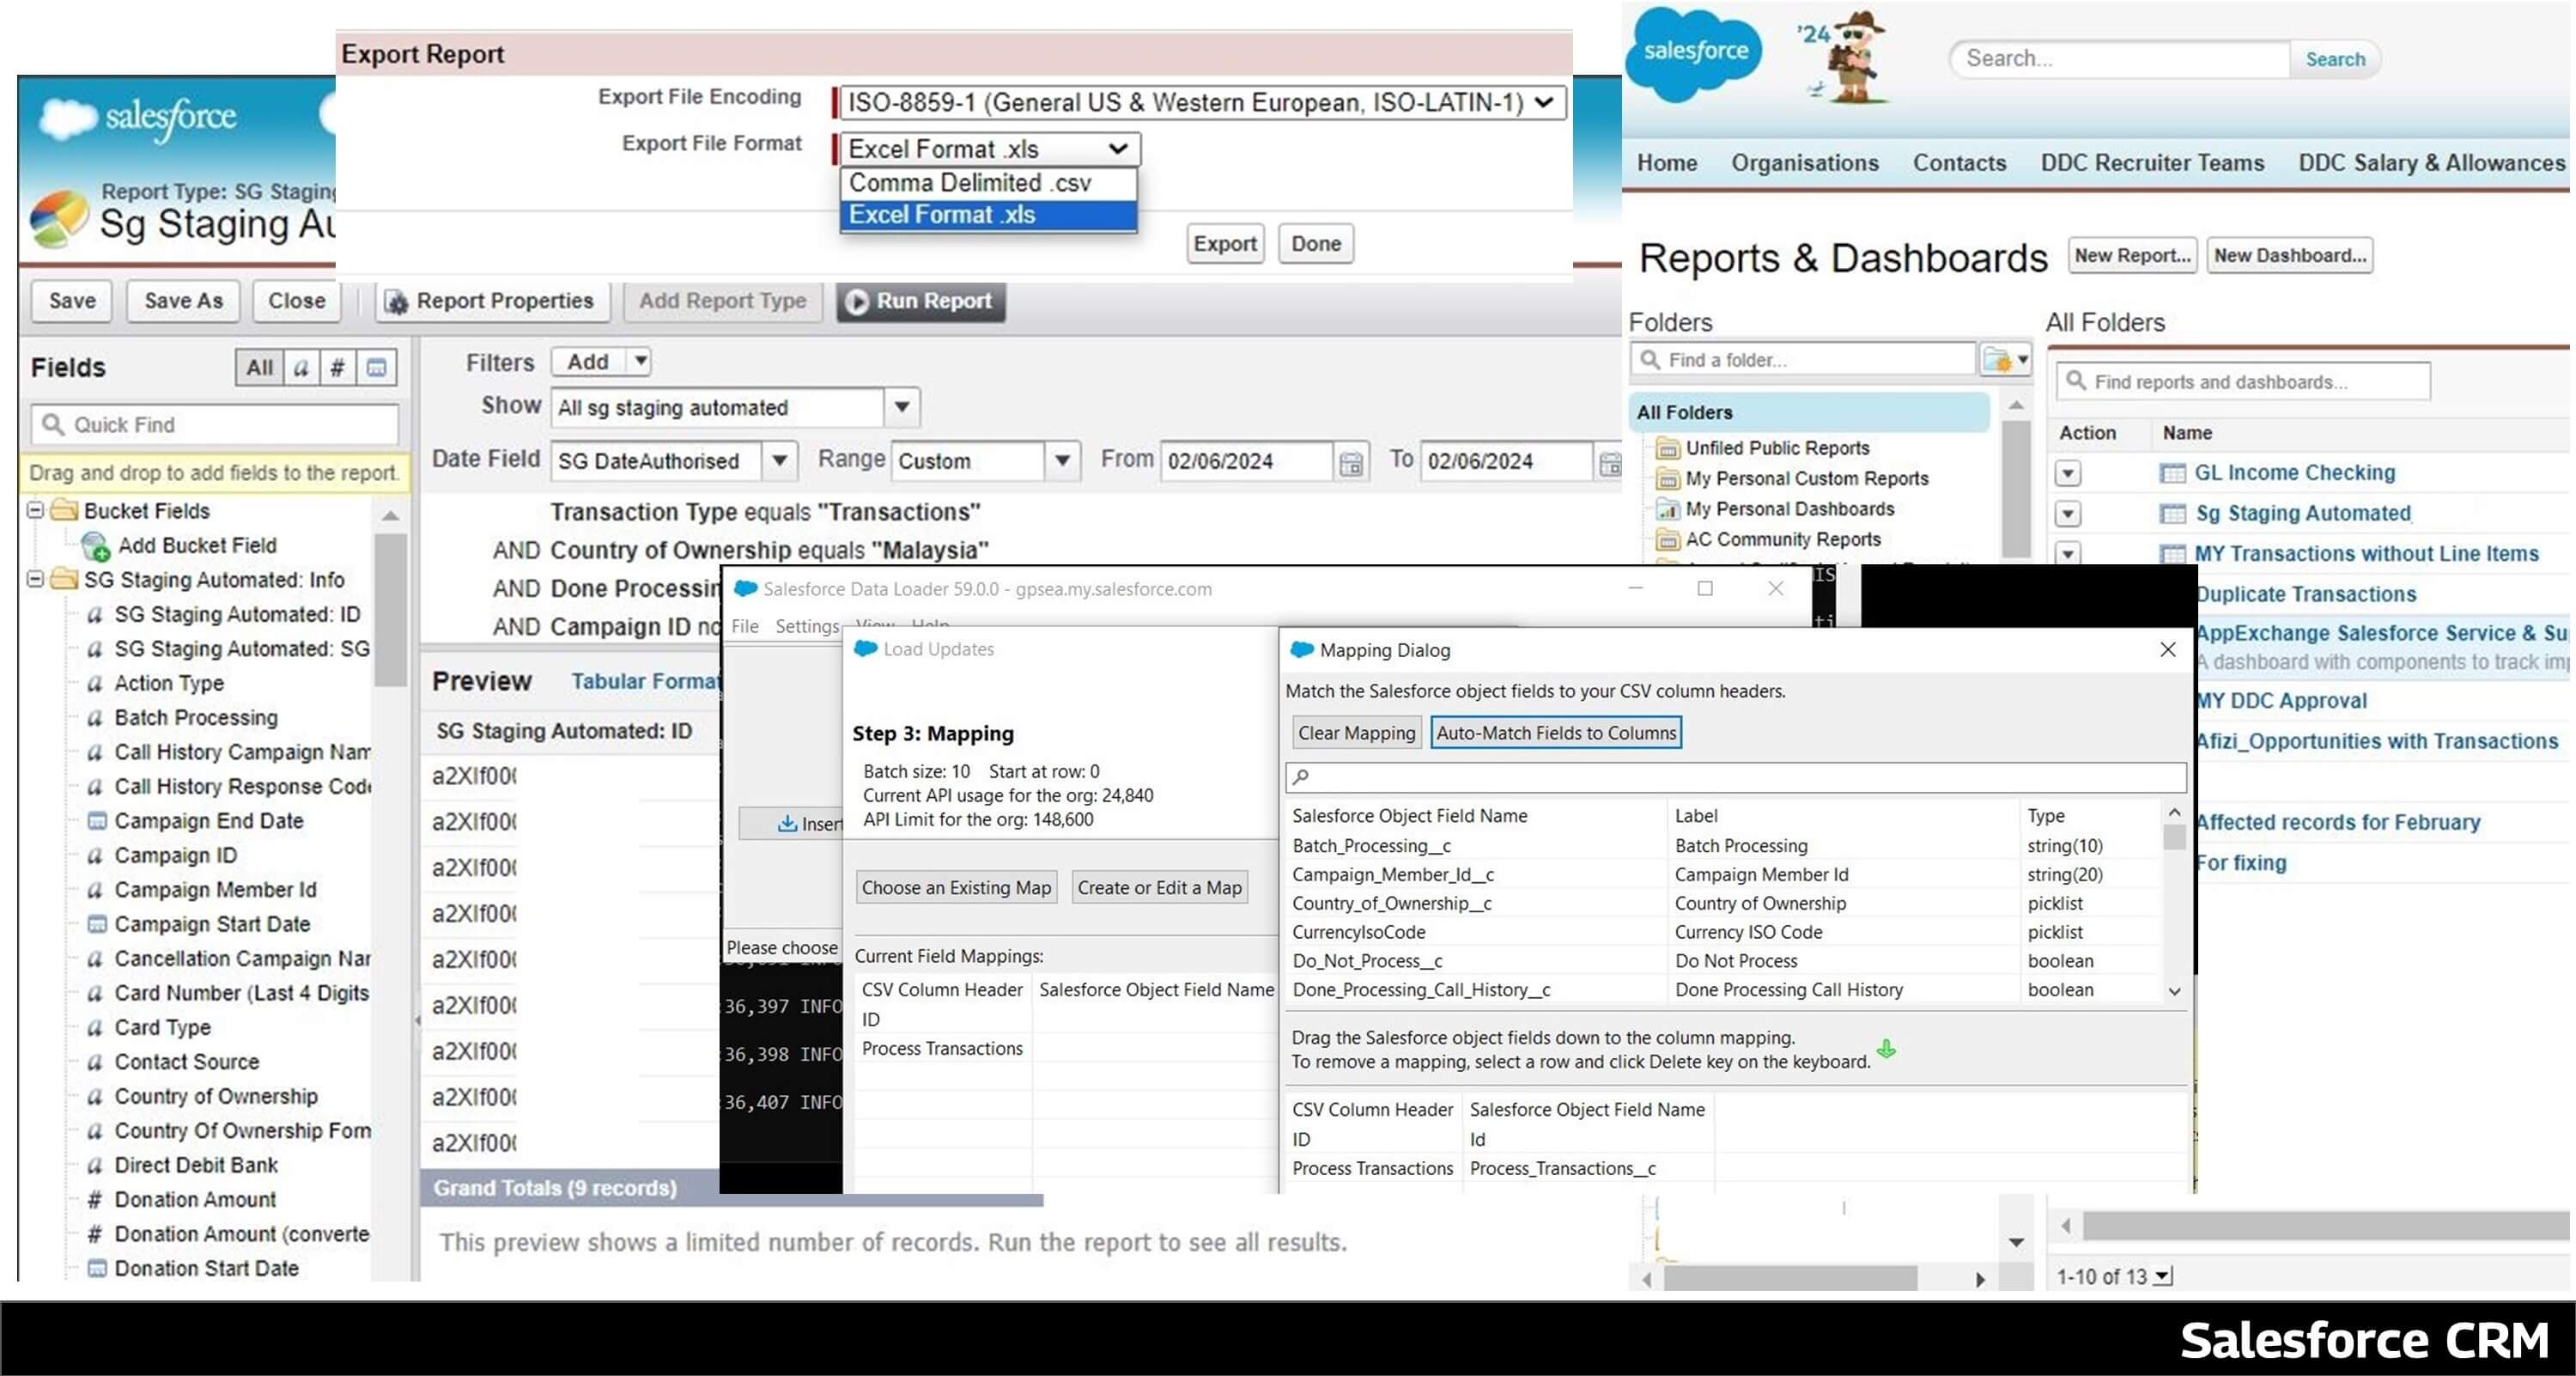 Export Report
Export File Encoding
ISO-8859-1 (General US & Western European, ISO-LATIN-1)
Export File Format
Excel Format .xls
Comma Delimited .csv
Excel Format .xls
Export
Done
salesforce
Report Type: SG Staging
Sg Staging Au
Save
Save As
Close
Report Properties
Add Report Type
Run Report
Fields
All
a
#
Quick Find
Drag and drop to add fields to the report.
Bucket Fields
Add Bucket Field
SG Staging Automated: Info
a SG Staging Automated: ID
a SG Staging Automated: SG
a Action Type
a Batch Processing
a Call History Campaign Nam
a Call History Response Code
Campaign End Date
a Campaign ID
a Campaign Member Id
Campaign Start Date
a Cancellation Campaign Nar
a Card Number (Last 4 Digits
a Card Type
a Contact Source
a Country of Ownership
a Country Of Ownership Form
a Direct Debit Bank
# Donation Amount
# Donation Amount (converte
Donation Start Date
Filters
Add
Show
All sg staging automated
Date Field
SG DateAuthorised
Range
Custom
From
02/06/2024
To
02/06/2024
Transaction Type equals "Transactions"
AND Country of Ownership equals "Malaysia"
AND Done Processin
AND Campaign ID no
Preview
Tabular Format
SG Staging Automated: ID
a2XIf000
a2XIf000
a2XIf000
a2XIf000
a2XIf000
a2XIf000
a2XIf000
a2XIf000
a2XIf000
Grand Totals (9 records)
This preview shows a limited number of records. Run the report to see all results.
Salesforce Data Loader 59.0.0 - gpsea.my.salesforce.com
File
Settings
View
Help
Insert
Please choose
36,397 INFO
36,398 INFO
36,407 INFO
Load Updates
Step 3: Mapping
Batch size: 10 Start at row: 0
Current API usage for the org: 24,840
API Limit for the org: 148,600
Choose an Existing Map
Create or Edit a Map
Current Field Mappings:
CSV Column Header
Salesforce Object Field Name
ID
Process Transactions
Mapping Dialog
Match the Salesforce object fields to your CSV column headers.
Clear Mapping
Auto-Match Fields to Columns
Salesforce Object Field Name Label Type
Batch_Processing__c Batch Processing string(10)
Campaign_Member_Id__c Campaign Member Id string(20)
Country_of_Ownership__c Country of Ownership picklist
CurrencyIsoCode Currency ISO Code picklist
Do_Not_Process__c Do Not Process boolean
Done_Processing_Call_History__c Done Processing Call History boolean
Drag the Salesforce object fields down to the column mapping.
To remove a mapping, select a row and click Delete key on the keyboard.
CSV Column Header Salesforce Object Field Name
ID Id
Process Transactions Process_Transactions__c
salesforce
'24
Search...
Search
Home
Organisations
Contacts
DDC Recruiter Teams
DDC Salary & Allowances
Reports & Dashboards
New Report...
New Dashboard...
Folders
Find a folder...
All Folders
Unfiled Public Reports
My Personal Custom Reports
My Personal Dashboards
AC Community Reports
All Folders
Find reports and dashboards...
Action
Name
GL Income Checking
Sg Staging Automated
MY Transactions without Line Items
Duplicate Transactions
AppExchange Salesforce Service & Su
A dashboard with components to track im
MY DDC Approval
Afizi_Opportunities with Transactions
Affected records for February
For fixing
1-10 of 13
Salesforce CRM